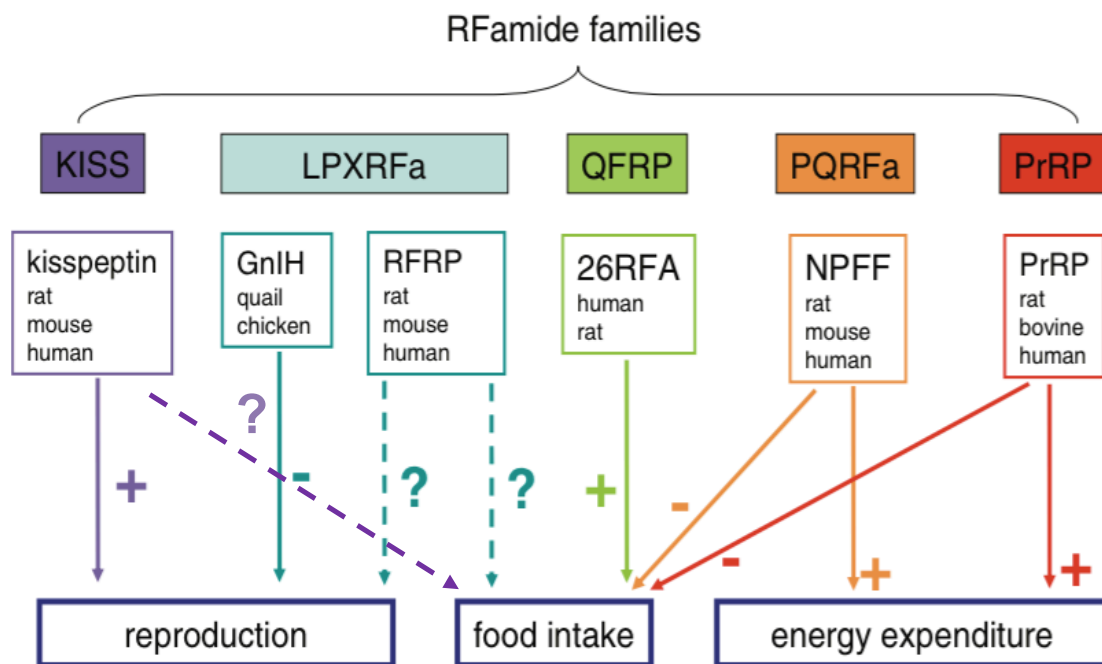 RFamide families
KISS
LPXRFa
QFRP
PQRFa
PrRP
kisspeptin
rat
mouse
human
GnIH
quail
chicken
RFRP
rat
mouse
human
26RFA
human
rat
NPFF
rat
mouse
human
PrRP
rat
bovine
human
?
+
-
?
?
+
-
-
+
+
reproduction
food intake
energy expenditure